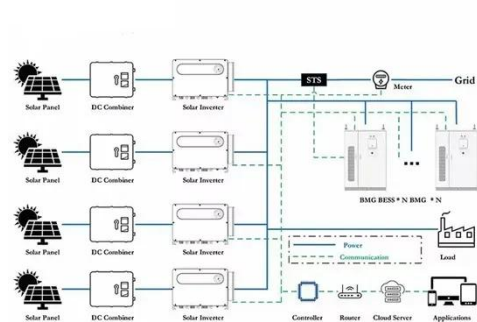 STS
Meter
Grid
Solar Panel
DC Combiner
Solar Inverter
BMG BESS * N BMG * N
Solar Panel
DC Combiner
Solar Inverter
Solar Panel
DC Combiner
Solar Inverter
Power
Communication
Load
Solar Panel
DC Combiner
Solar Inverter
Controller
Router
Cloud Server
Applications